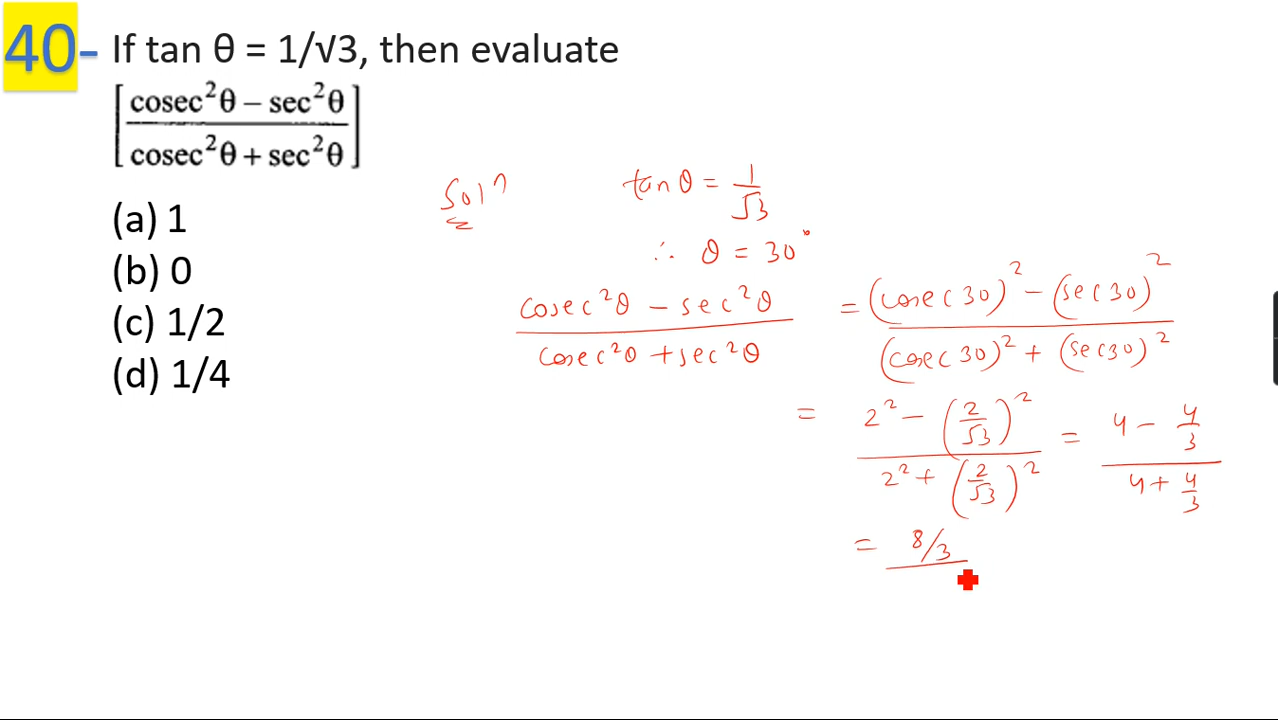 40- If tan θ = 1/√3, then evaluate
[(cosec²θ – sec²θ)/(cosec²θ + sec²θ)]
(a) 1
(b) 0
(c) 1/2
(d) 1/4
Solⁿ tan θ = 1/√3
∴ θ = 30°
(cosec²θ – sec²θ)/(cosec²θ + sec²θ) = ((cosec 30)² – (sec 30)²)/((cosec 30)² + (sec 30)²)
= (2² – (2/√3)²)/(2² + (2/√3)²) = (4 – 4/3)/(4 + 4/3)
= 8/3